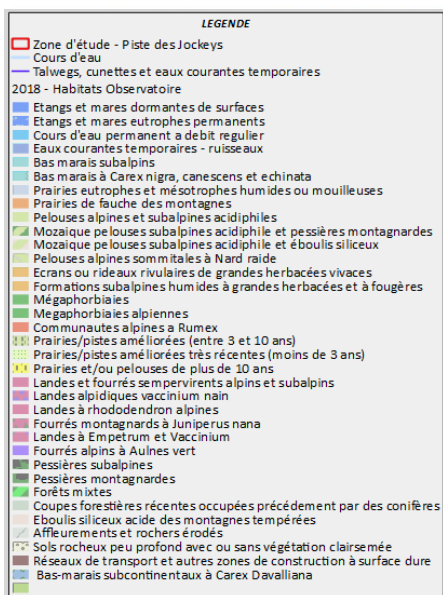 LEGENDE
Zone d'étude - Piste des Jockeys
Cours d'eau
Talwegs, cunettes et eaux courantes temporaires
2018 - Habitats Observatoire
Etangs et mares dormantes de surfaces
Etangs et mares eutrophes permanents
Cours d'eau permanent a debit regulier
Eaux courantes temporaires - ruisseaux
Bas marais subalpins
Bas marais à Carex nigra, canescens et echinata
Prairies eutrophes et mésotrophes humides ou mouilleuses
Prairies de fauche des montagnes
Pelouses alpines et subalpines acidiphiles
Mozaique pelouses subalpines acidiphile et pessières montagnardes
Mozaique pelouses subalpines acidiphile et éboulis siliceux
Pelouses alpines sommitales à Nard raide
Ecrans ou rideaux rivulaires de grandes herbacées vivaces
Formations subalpines humides à grandes herbacées et à fougères
Mégaphorbiaies
Megaphorbiaies alpiennes
Communautes alpines a Rumex
Prairies/pistes améliorées (entre 3 et 10 ans)
Prairies/pistes améliorées très récentes (moins de 3 ans)
Prairies et/ou pelouses de plus de 10 ans
Landes et fourrés sempervirents alpins et subalpins
Landes alpidiques vaccinium nain
Landes à rhododendron alpines
Fourrés montagnards à Juniperus nana
Landes à Empetrum et Vaccinium
Fourrés alpins à Aulnes vert
Pessières subalpines
Pessières montagnardes
Forêts mixtes
Coupes forestières récentes occupées précédement par des conifères
Eboulis siliceux acide des montagnes tempérées
Affleurements et rochers érodés
Sols rocheux peu profond avec ou sans végétation clairsemée
Réseaux de transport et autres zones de construction à surface dure
Bas-marais subcontinentaux à Carex Davalliana